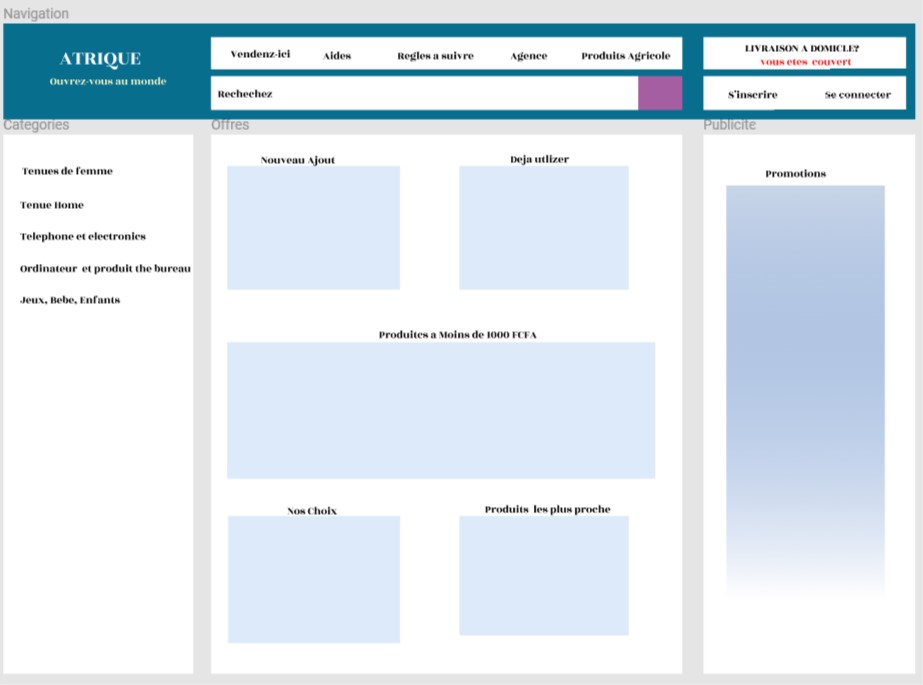 Navigation
ATRIQUE
Ouvrez-vous au monde
Vendenz-ici
Aides
Regles a suivre
Agence
Produits Agricole
Rechechez
LIVRAISON A DOMICLE?
vous etes couvert
S'inscrire
Se connecter
Categories
Tenues de femme
Tenue Home
Telephone et electronics
Ordinateur et produit the bureau
Jeux, Bebe, Enfants
Offres
Nouveau Ajout
Deja utlizer
Produites a Moins de 1000 FCFA
Nos Choix
Produits les plus proche
Publicite
Promotions